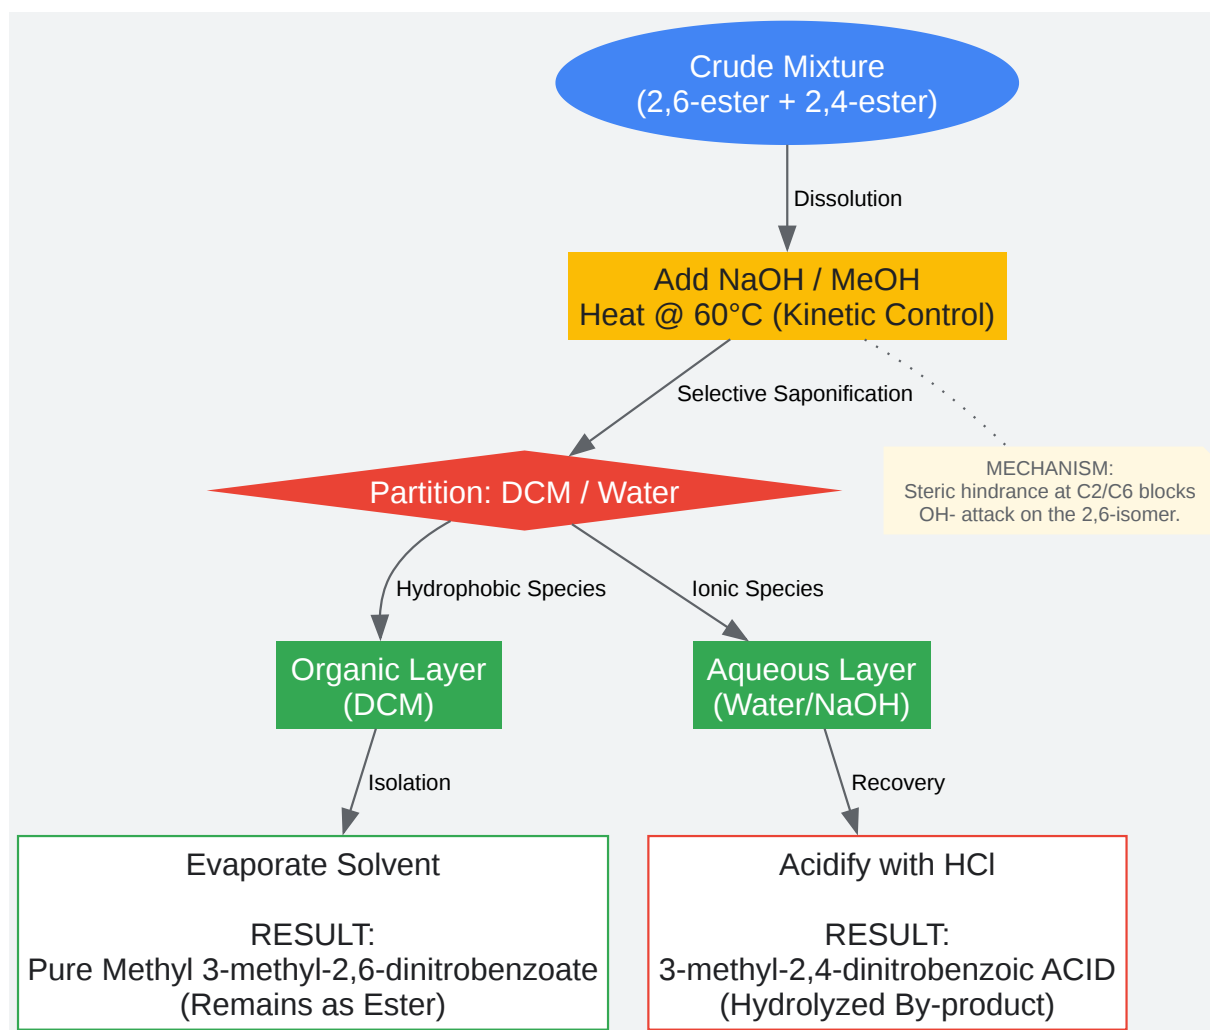 Crude Mixture
(2,6-ester + 2,4-ester)
Dissolution
Add NaOH / MeOH
Heat @ 60°C (Kinetic Control)
Selective Saponification
MECHANISM:
Steric hindrance at C2/C6 blocks
OH- attack on the 2,6-isomer.
Partition: DCM / Water
Hydrophobic Species
Ionic Species
Organic Layer
(DCM)
Aqueous Layer
(Water/NaOH)
Isolation
Recovery
Evaporate Solvent
RESULT:
Pure Methyl 3-methyl-2,6-dinitrobenzoate
(Remains as Ester)
Acidify with HCl
RESULT:
3-methyl-2,4-dinitrobenzoic ACID
(Hydrolyzed By-product)